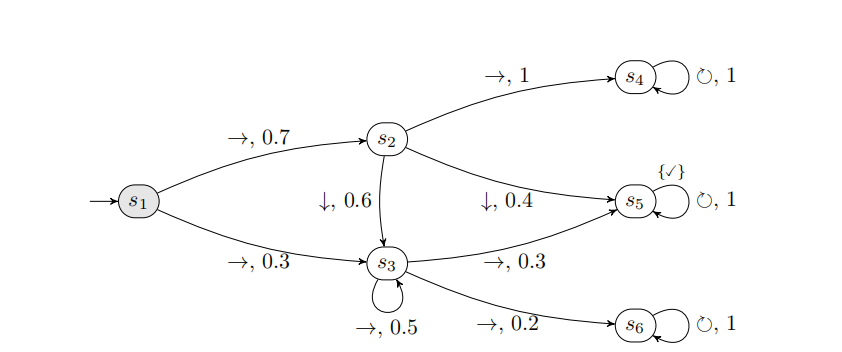 →, 1
s4
↻, 1
→, 0.7
s2
{✓}
↓, 0.6
↓, 0.4
s1
s5
↻, 1
→, 0.3
s3
→, 0.3
→, 0.5
→, 0.2
s6
↻, 1